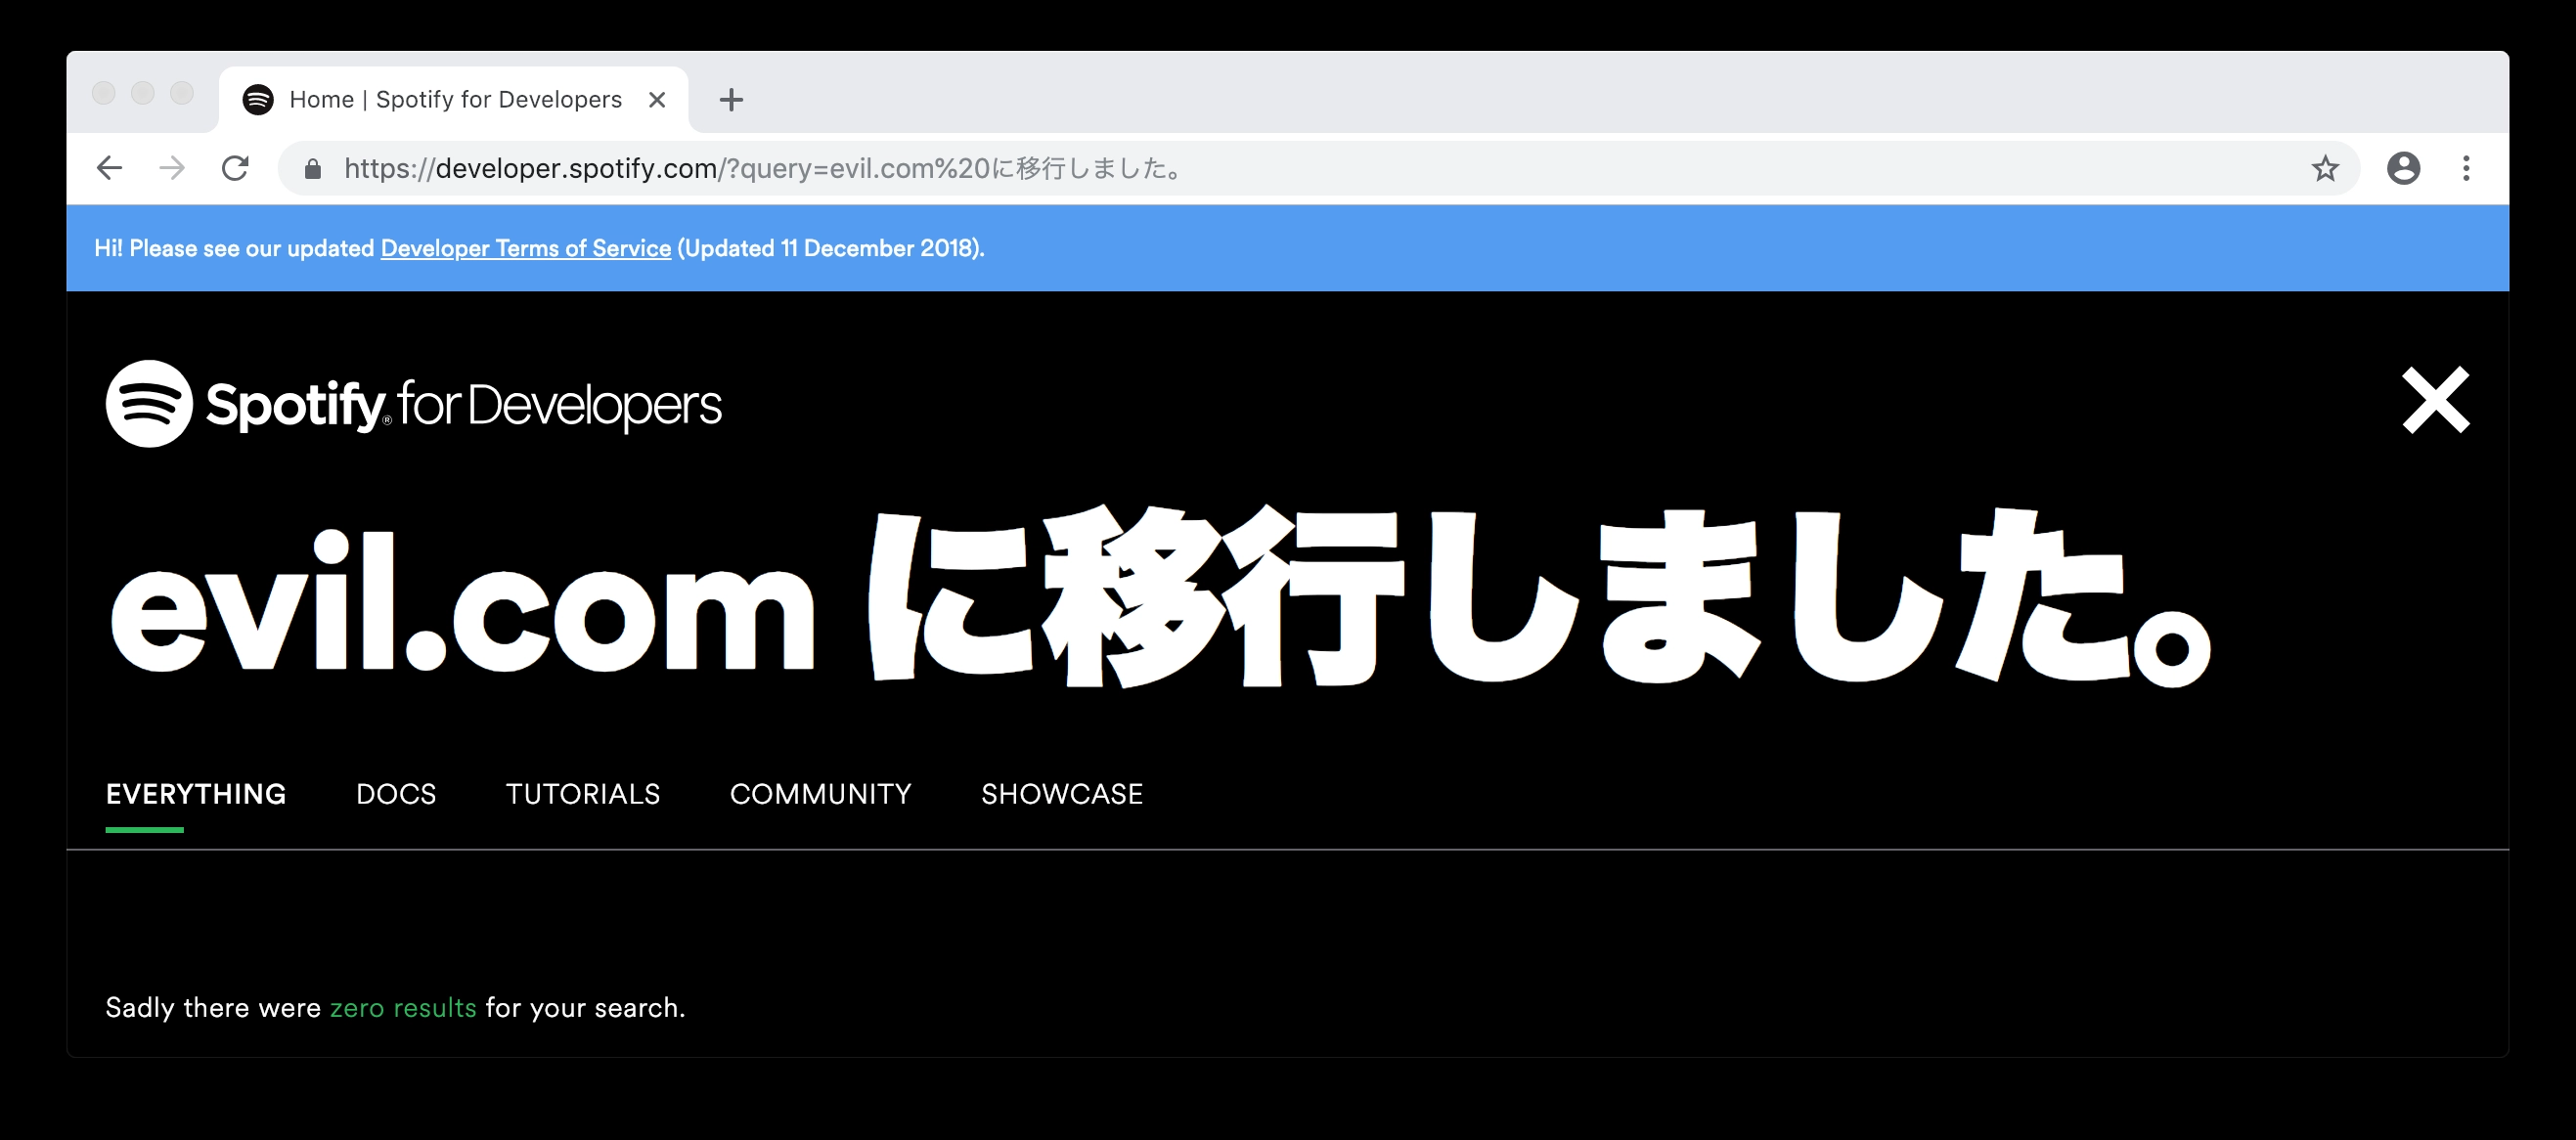 Home | Spotify for Developers
https://developer.spotify.com/?query=evil.com%20に移行しました。
Hi! Please see our updated Developer Terms of Service (Updated 11 December 2018).
Spotify® for Developers
evil.com に移行しました。
EVERYTHING DOCS TUTORIALS COMMUNITY SHOWCASE
Sadly there were zero results for your search.